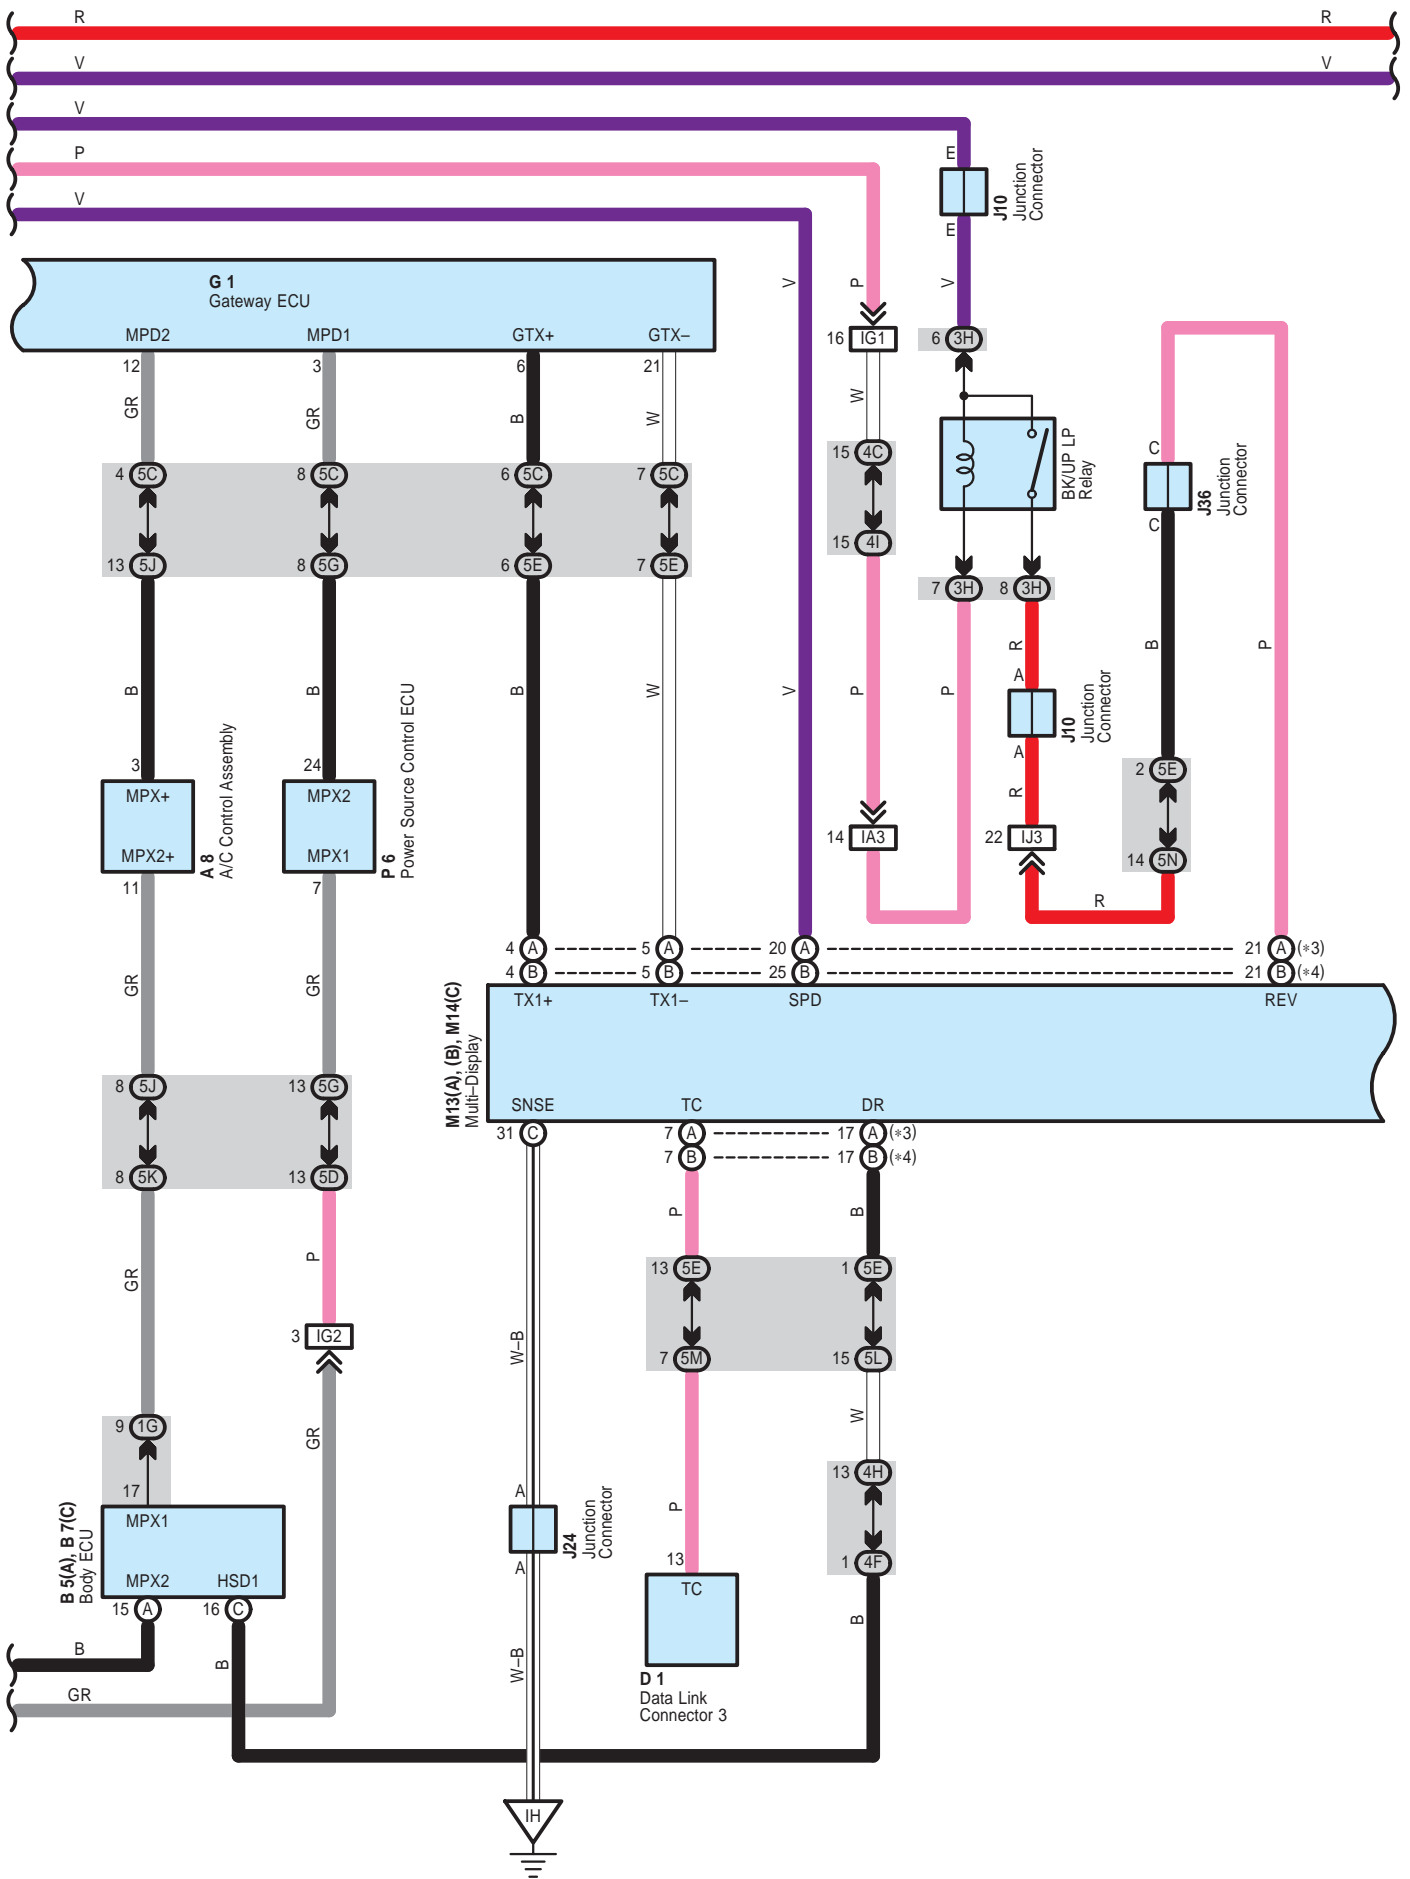 R R
V V
V
P
V
E
J10
Junction
Connector
E
V P V
G 1
Gateway ECU
MPD2 MPD1 GTX+ GTX–
12 3 6 21
16 IG1
6 3H
GR GR B W
W
BK/UP LP
Relay
C
J36
Junction
Connector
C
4 5C 8 5C 6 5C 7 5C
15 4C
15 4I
13 5J 8 5G 6 5E 7 5E
7 3H 8 3H
B B B W V P P R B P
A
J10
Junction
Connector
A
R
3 24
MPX+ MPX2
MPX2+ MPX1
A 8
A/C Control Assembly
P 6
Power Source Control ECU
11 7
2 5E
14 IA3 22 IJ3
14 5N
R
4 A 5 A 20 A 21 A (*3)
4 B 5 B 25 B 21 B (*4)
TX1+ TX1– SPD REV
M13(A), (B), M14(C)
Multi–Display
SNSE TC DR
GR GR
31 C 7 A 17 A (*3)
7 B 17 B (*4)
8 5J 13 5G
8 5K 13 5D
P B
GR P
13 5E 1 5E
3 IG2
W–B
7 5M 15 5L
W
GR
9 1G
17
13 4H
A
J24
Junction
Connector
A
P
B 5(A), B 7(C)
Body ECU
MPX1
MPX2 HSD1
15 A 16 C
13
TC
1 4F
B
B
W–B
B
D 1
Data Link
Connector 3
GR
IH